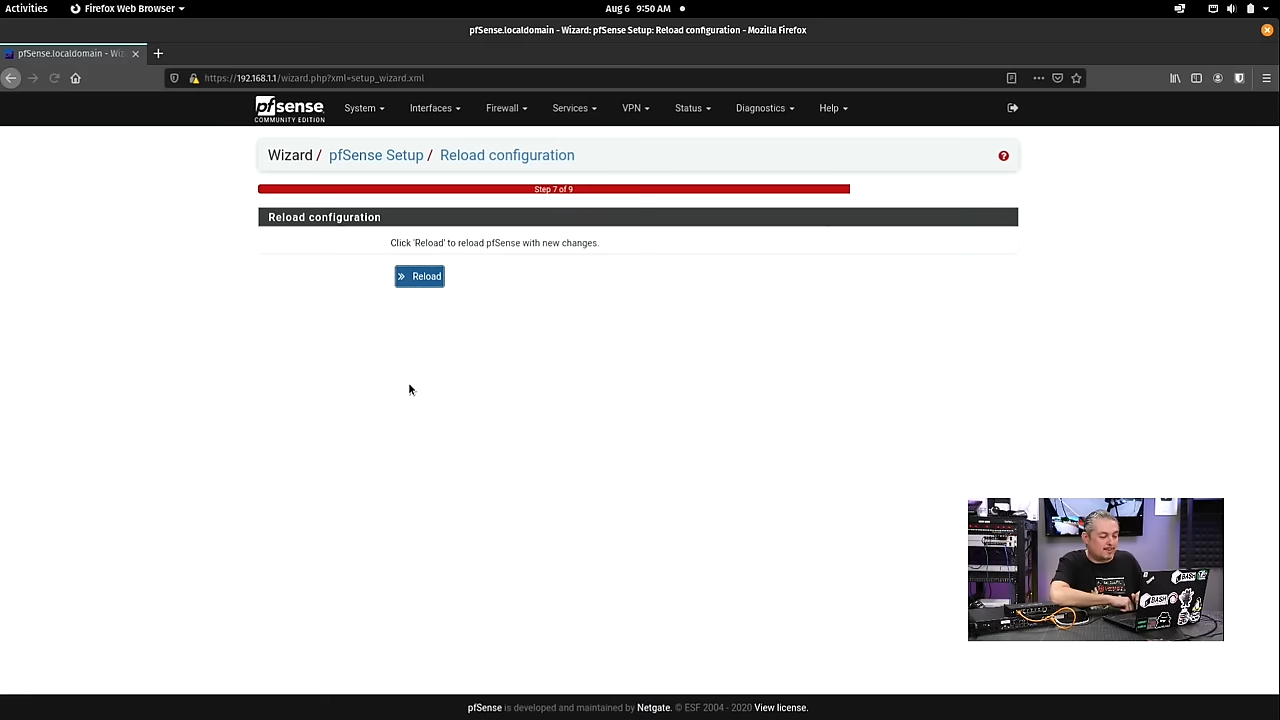 Activities
Firefox Web Browser
Aug 6 9:50 AM
pfSense.localdomain - Wizard: pfSense Setup: Reload configuration - Mozilla Firefox
pfSense.localdomain - Wiz
https://192.168.1.1/wizard.php?xml=setup_wizard.xml
pfsense
COMMUNITY EDITION
System
Interfaces
Firewall
Services
VPN
Status
Diagnostics
Help
Wizard / pfSense Setup / Reload configuration
Step 7 of 9
Reload configuration
Click 'Reload' to reload pfSense with new changes.
Reload
BASH
BASH
pfSense is developed and maintained by Netgate. © ESF 2004 - 2020 View license.